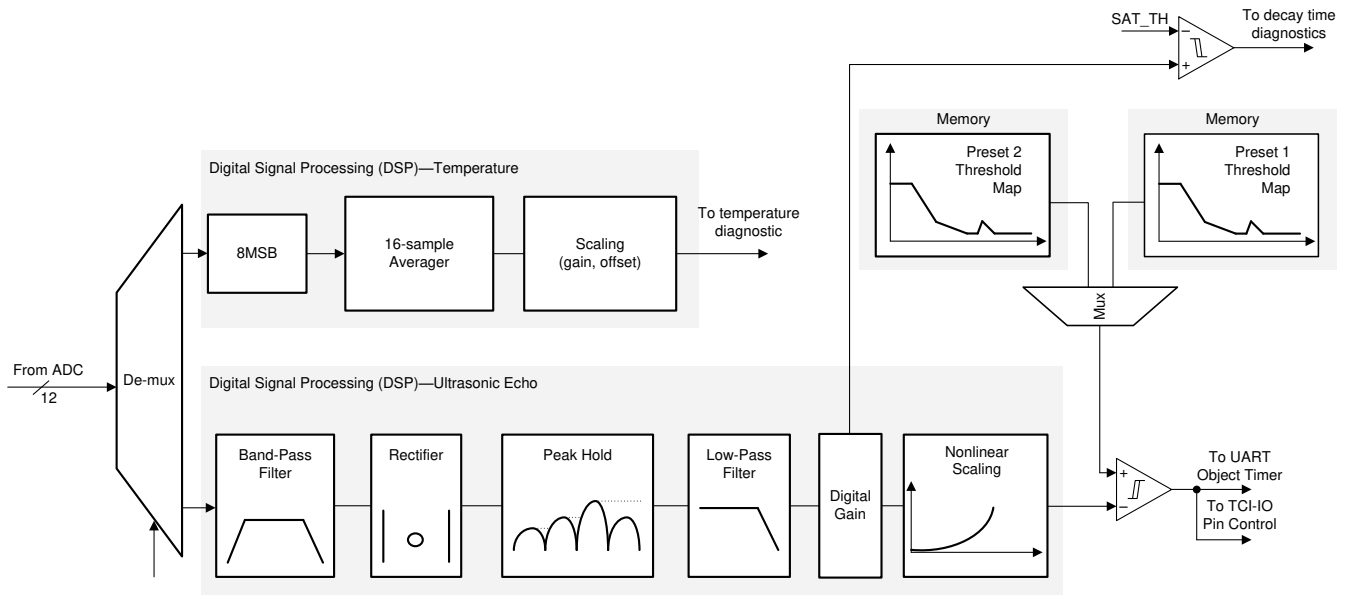 SAT_TH
To decay time
diagnostics
−
+
Memory
Preset 2
Threshold
Map
Memory
Preset 1
Threshold
Map
Digital Signal Processing (DSP)—Temperature
8MSB
16-sample
Averager
Scaling
(gain, offset)
To temperature
diagnostic
Mux
From ADC
12
De-mux
Digital Signal Processing (DSP)—Ultrasonic Echo
Band-Pass
Filter
Rectifier
Peak Hold
Low-Pass
Filter
Digital
Gain
Nonlinear
Scaling
+
−
To UART
Object Timer
To TCI-IO
Pin Control